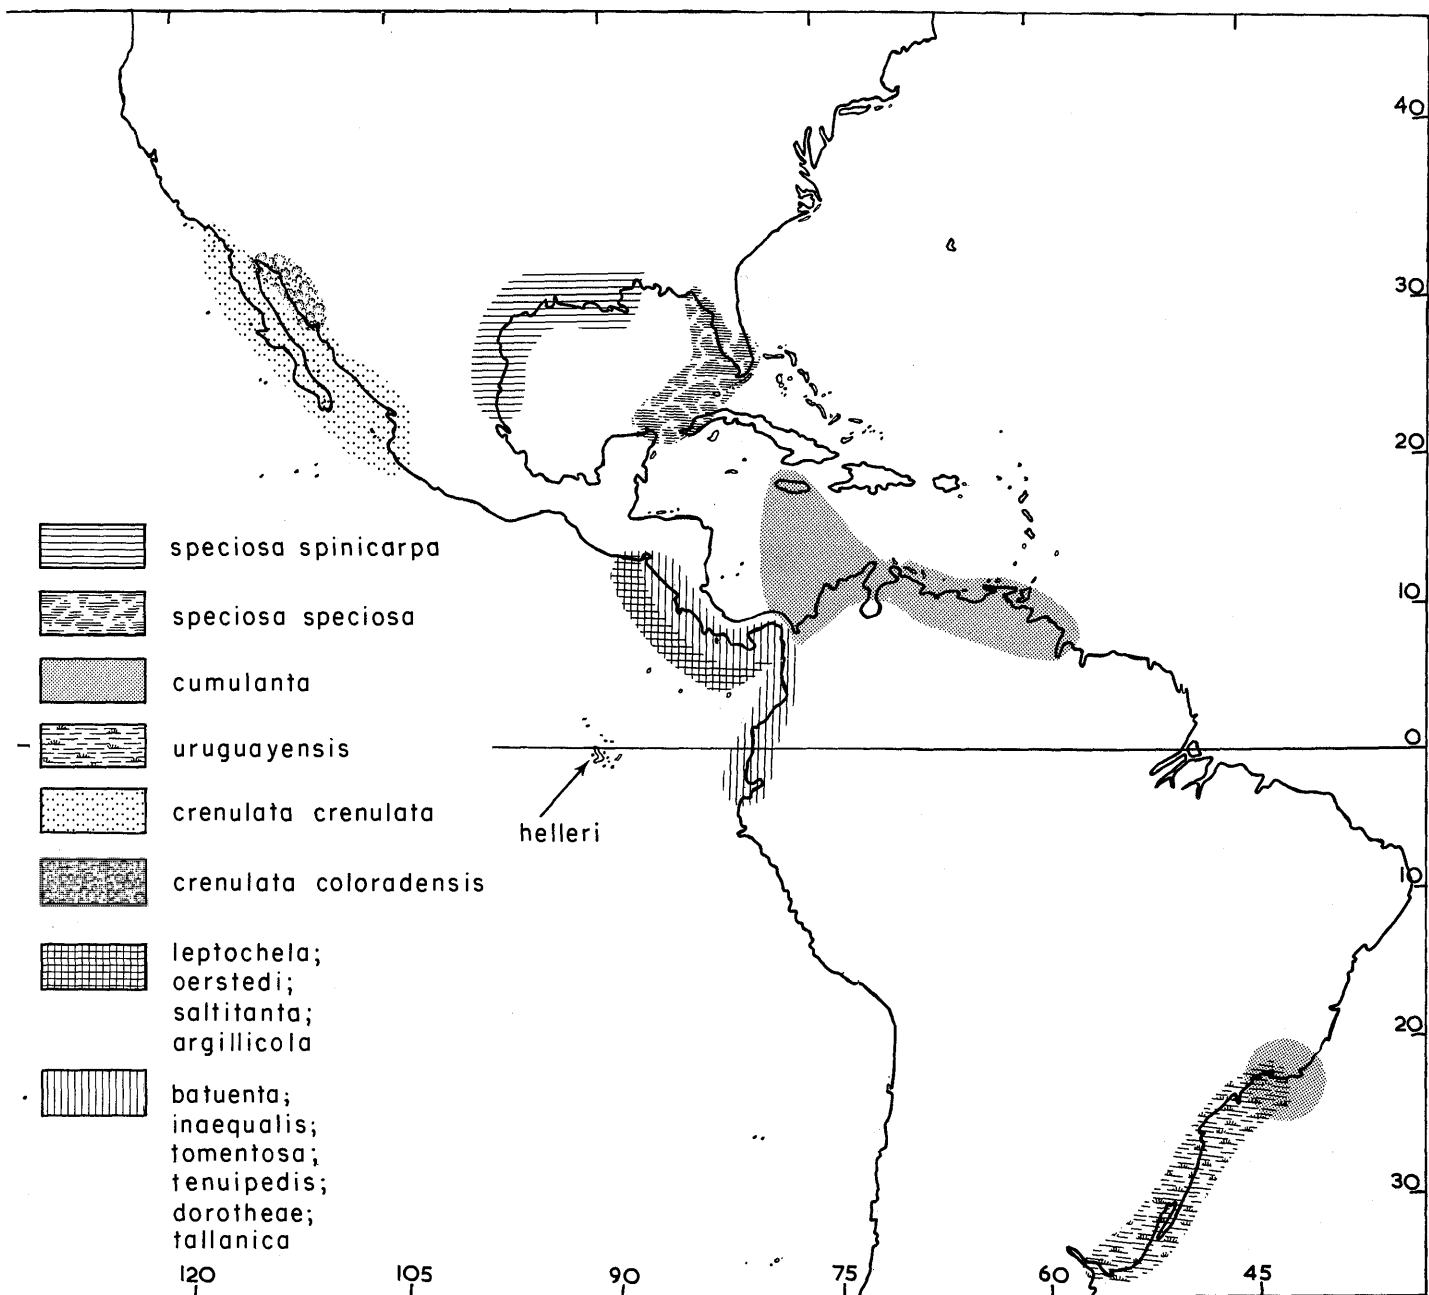 40
30
20
10
0
10
20
30
speciosa spinicarpa
speciosa speciosa
cumulanta
uruguayensis
crenulata crenulata
crenulata coloradensis
leptochela;
oerstedi;
saltitanta;
argillicola
batuenta;
inaequalis;
tomentosa;
tenuipedis;
dorotheae;
tallanica
helleri
120 105 90 75 60 45